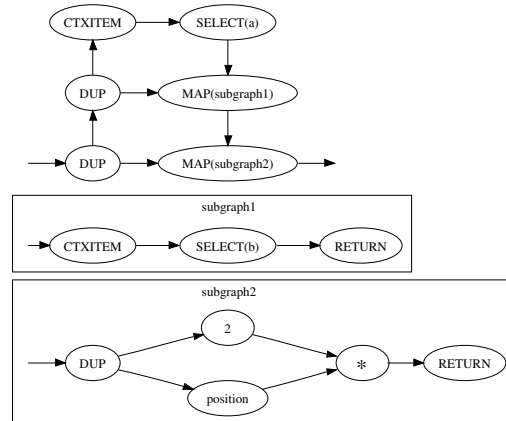 CTXITEM SELECT(a)
DUP MAP(subgraph1)
DUP MAP(subgraph2)
subgraph1
CTXITEM SELECT(b) RETURN
subgraph2
2
DUP * RETURN
position